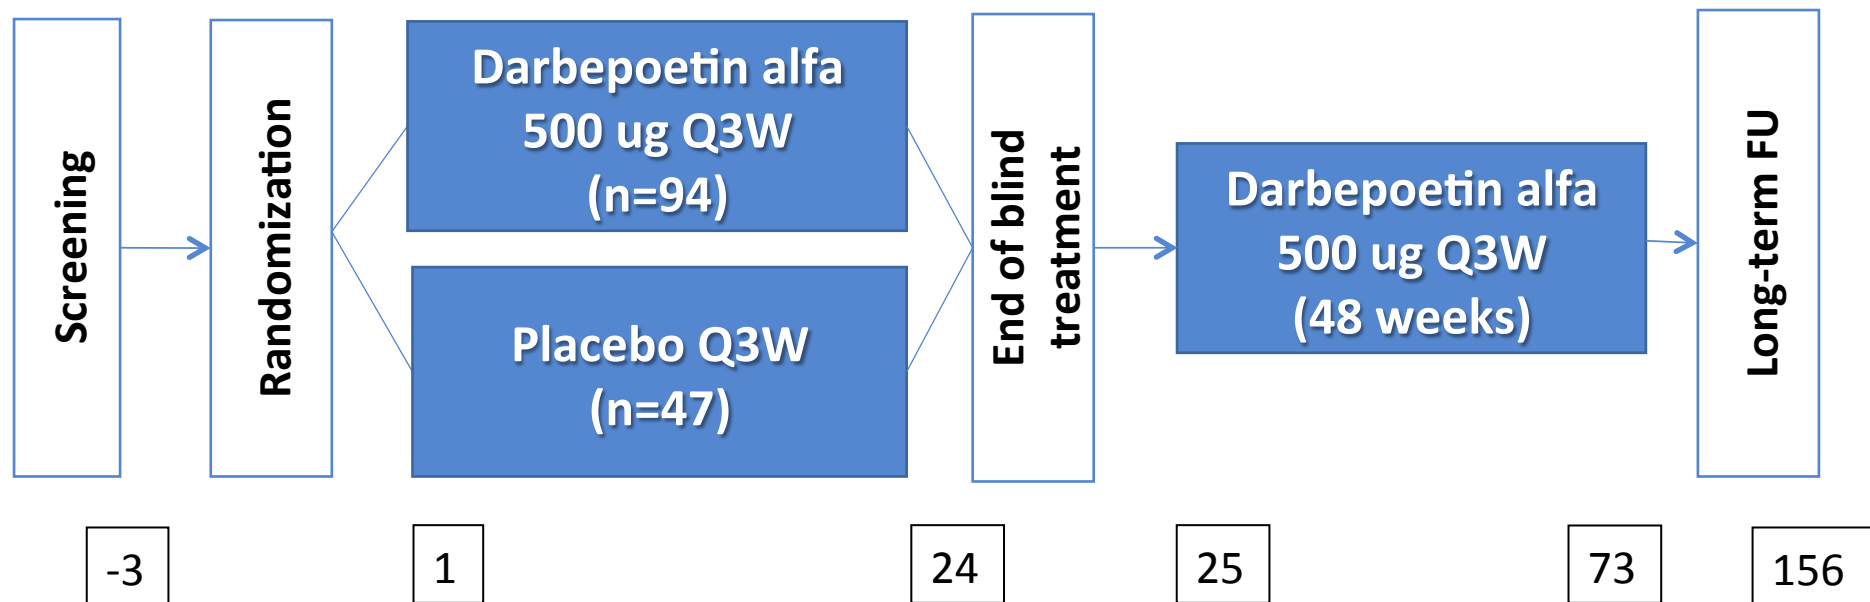 Screening
Randomization
Darbepoetin alfa
500 ug Q3W
(n=94)
Placebo Q3W
(n=47)
End of blind
treatment
Darbepoetin alfa
500 ug Q3W
(48 weeks)
Long-term FU
-3
1
24
25
73
156